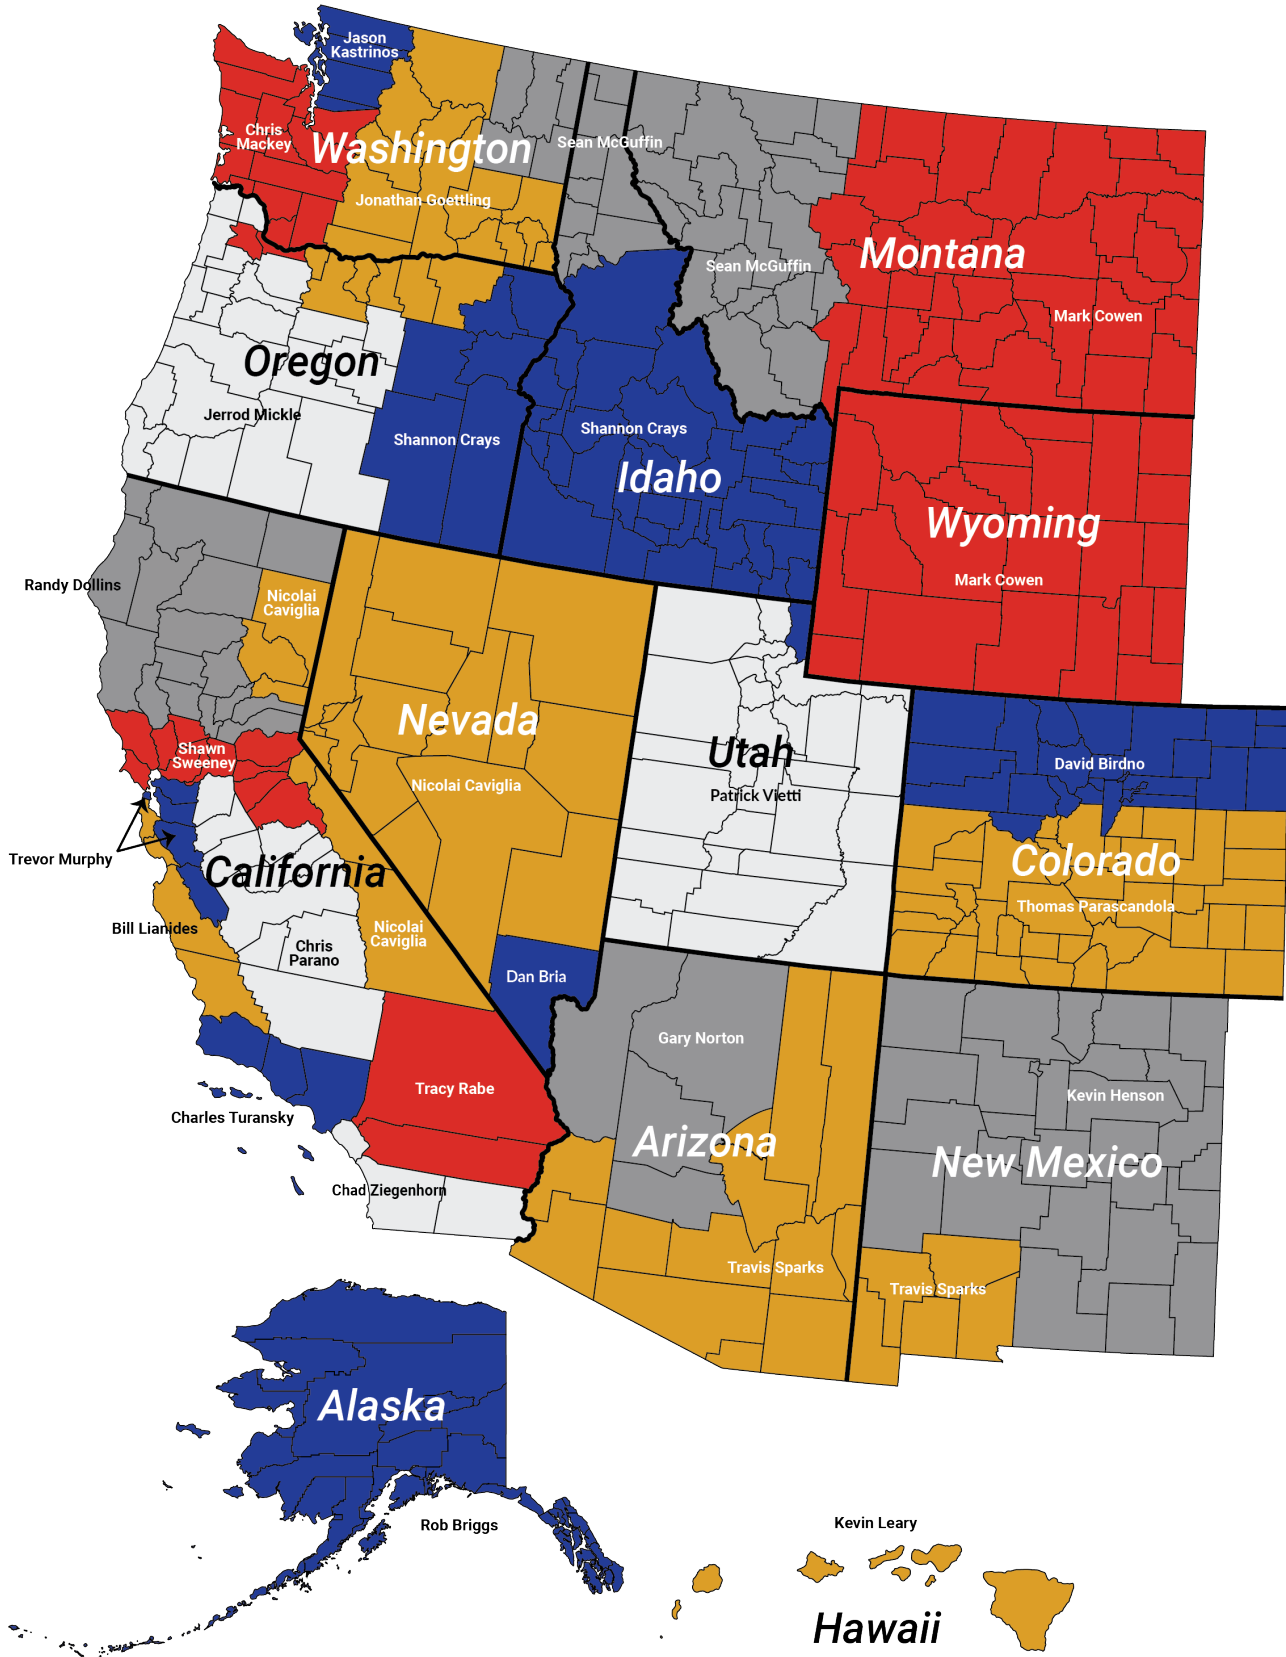 Jason
Kastrinos
Chris
Mackey
Washington
Sean McGuffin
Jonathan Goettling
Montana
Sean McGuffin
Mark Cowen
Oregon
Jerrod Mickle
Shannon Crays
Shannon Crays
Idaho
Wyoming
Mark Cowen
Randy Dollins
Nicolai
Caviglia
Nevada
Nicolai Caviglia
Shawn
Sweeney
Utah
Patrick Vietti
David Birdno
Trevor Murphy
California
Colorado
Thomas Parascandola
Bill Lianides
Nicolai
Caviglia
Chris
Parano
Dan Bria
Gary Norton
Tracy Rabe
Kevin Henson
Charles Turansky
Arizona
New Mexico
Chad Ziegenhorn
Travis Sparks
Travis Sparks
Alaska
Rob Briggs
Kevin Leary
Hawaii